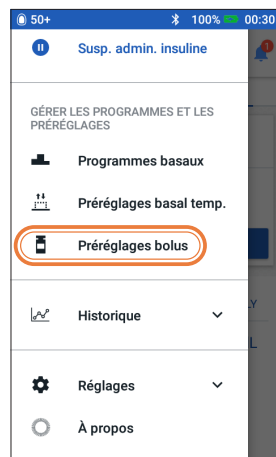 50+ 100% 00:30
Susp. admin. insuline
1
GÉRER LES PROGRAMMES ET LES
PRÉRÉGLAGES
Programmes basaux
Préréglages basal temp.
Préréglages bolus
Y
Historique
L
Réglages
À propos